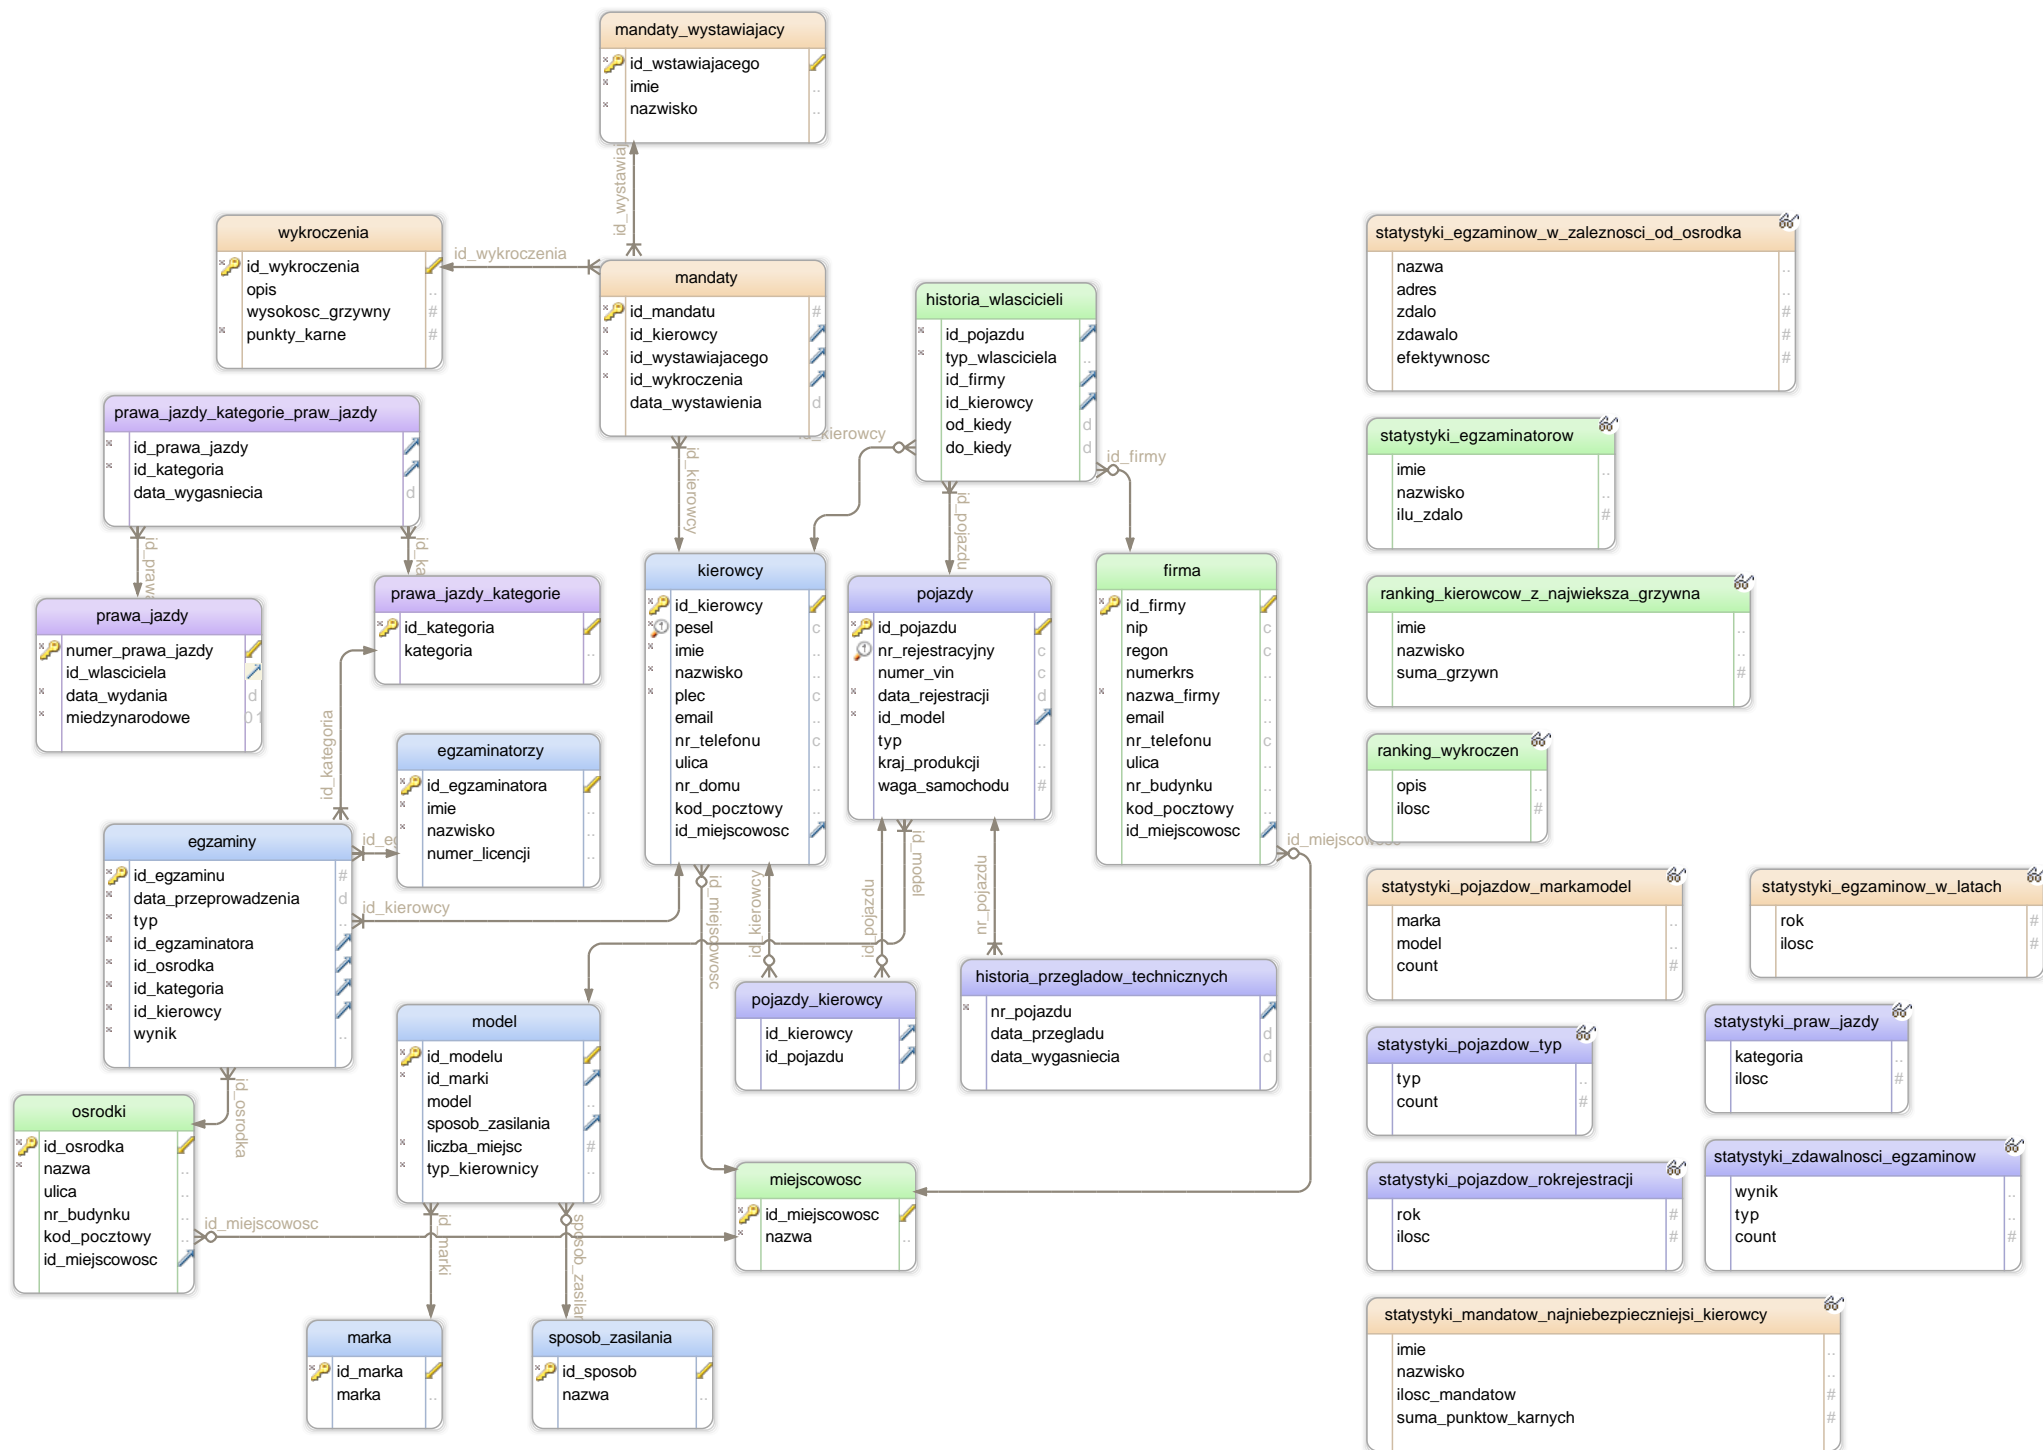 mandaty_wystawiajacy
id_wstawiajacego
imie
nazwisko
id_wykroczenia
wykroczenia
id_wykroczenia
opis
wysokosc_grzywny
punkty_karne
mandaty
id_mandatu
id_kierowcy
id_wystawiajacego
id_wykroczenia
data_wystawienia
historia_wlascicieli
id_pojazdu
typ_wlasciciela
id_firmy
id_kierowcy
od_kiedy
do_kiedy
id_kierowcy
id_kierowcy
id_pojazdu
id_firmy
prawa_jazdy_kategorie_praw_jazdy
id_prawa_jazdy
id_kategoria
data_wygasniecia
prawa_jazdy
numer_prawa_jazdy
id_wlasciciela
data_wydania
miedzynarodowe
prawa_jazdy_kategorie
id_kategoria
kategoria
id_kategoria
kierowcy
id_kierowcy
pesel
imie
nazwisko
plec
email
nr_telefonu
ulica
nr_domu
kod_pocztowy
id_miejscowosc
pojazdy
id_pojazdu
nr_rejestracyjny
numer_vin
data_rejestracji
id_model
typ
kraj_produkcji
waga_samochodu
firma
id_firmy
nip
regon
numerkrs
nazwa_firmy
email
nr_telefonu
ulica
nr_budynku
kod_pocztowy
id_miejscowosc
egzaminatorzy
id_egzaminatora
imie
nazwisko
numer_licencji
egzaminy
id_egzaminu
data_przeprowadzenia
typ
id_egzaminatora
id_osrodka
id_kategoria
id_kierowcy
wynik
id_kierowcy
id_miejscowosc
id_kierowcy
id_pojazdu
id_model
nr_pojazdu
pojazdy_kierowcy
id_kierowcy
id_pojazdu
historia_przegladow_technicznych
nr_pojazdu
data_przegladu
data_wygasniecia
model
id_modelu
id_marki
model
sposob_zasilania
liczba_miejsc
typ_kierownicy
id_osrodka
osrodki
id_osrodka
nazwa
ulica
nr_budynku
kod_pocztowy
id_miejscowosc
id_miejscowosc
id_marki
miejscowosc
id_miejscowosc
nazwa
marka
id_marka
marka
sposob_zasilania
id_sposob
nazwa
statystyki_egzaminow_w_zaleznosci_od_osrodka
nazwa
adres
zdalo
zdawalo
efektywnosc
statystyki_egzaminatorow
imie
nazwisko
ilu_zdalo
ranking_kierowcow_z_najwieksza_grzywna
imie
nazwisko
suma_grzywn
ranking_wykroczen
opis
ilosc
statystyki_pojazdow_markamodel
marka
model
count
statystyki_egzaminow_w_latach
rok
ilosc
statystyki_pojazdow_typ
typ
count
statystyki_praw_jazdy
kategoria
ilosc
statystyki_pojazdow_rokrejestracji
rok
ilosc
statystyki_zdawalnosci_egzaminow
wynik
typ
count
statystyki_mandatow_najniebezpieczniejsi_kierowcy
imie
nazwisko
ilosc_mandatow
suma_punktow_karnych